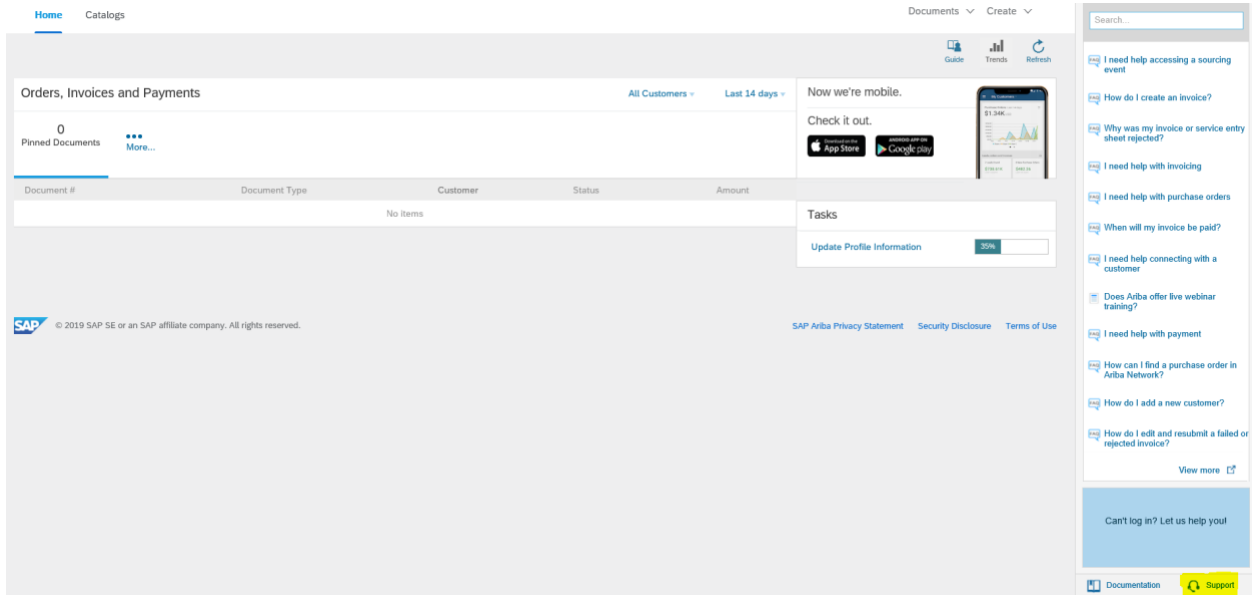 Home Catalogs
Documents Create
Guide Trends Refresh
Orders, Invoices and Payments
All Customers Last 14 days
0
Pinned Documents
More...
Document # Document Type Customer Status Amount
No items
Now we're mobile.
Check it out.
Download on the
App Store
ANDROID APP ON
Google play
$1.34K
Tasks
Update Profile Information 35%
SAP © 2019 SAP SE or an SAP affiliate company. All rights reserved.
SAP Ariba Privacy Statement Security Disclosure Terms of Use
Search...
I need help accessing a sourcing
event
How do I create an invoice?
Why was my invoice or service entry
sheet rejected?
I need help with invoicing
I need help with purchase orders
When will my invoice be paid?
I need help connecting with a
customer
Does Ariba offer live webinar
training?
I need help with payment
How can I find a purchase order in
Ariba Network?
How do I add a new customer?
How do I edit and resubmit a failed or
rejected invoice?
View more
Can't log in? Let us help you!
Documentation Support